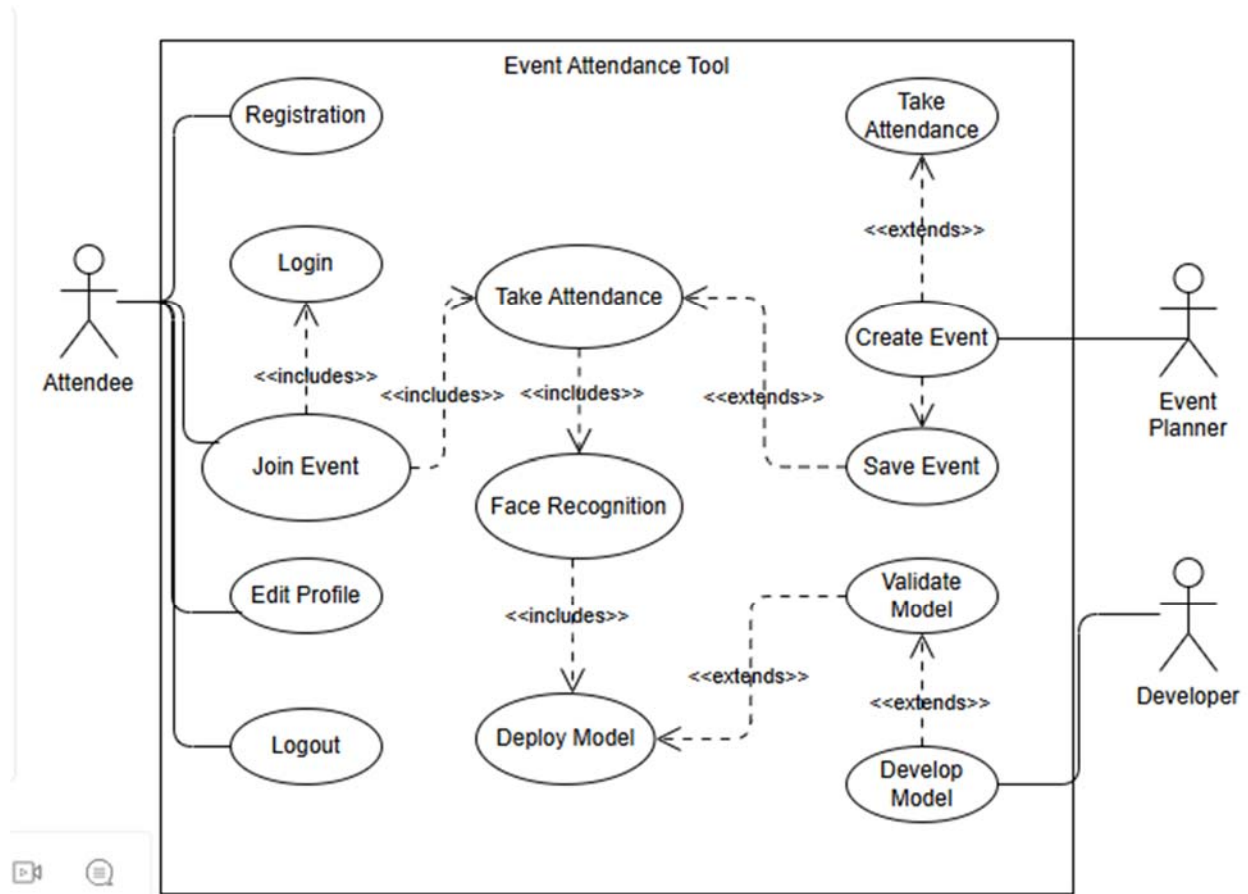 Event Attendance Tool
Registration
Take
Attendance
Login
<<extends>>
Take Attendance
Create Event
Attendee
<<includes>>
<<includes>>
<<includes>>
<<extends>>
Event
Planner
Join Event
Save Event
Face Recognition
Edit Profile
Validate
Model
<<includes>>
<<extends>>
<<extends>>
Developer
Logout
Deploy Model
Develop
Model